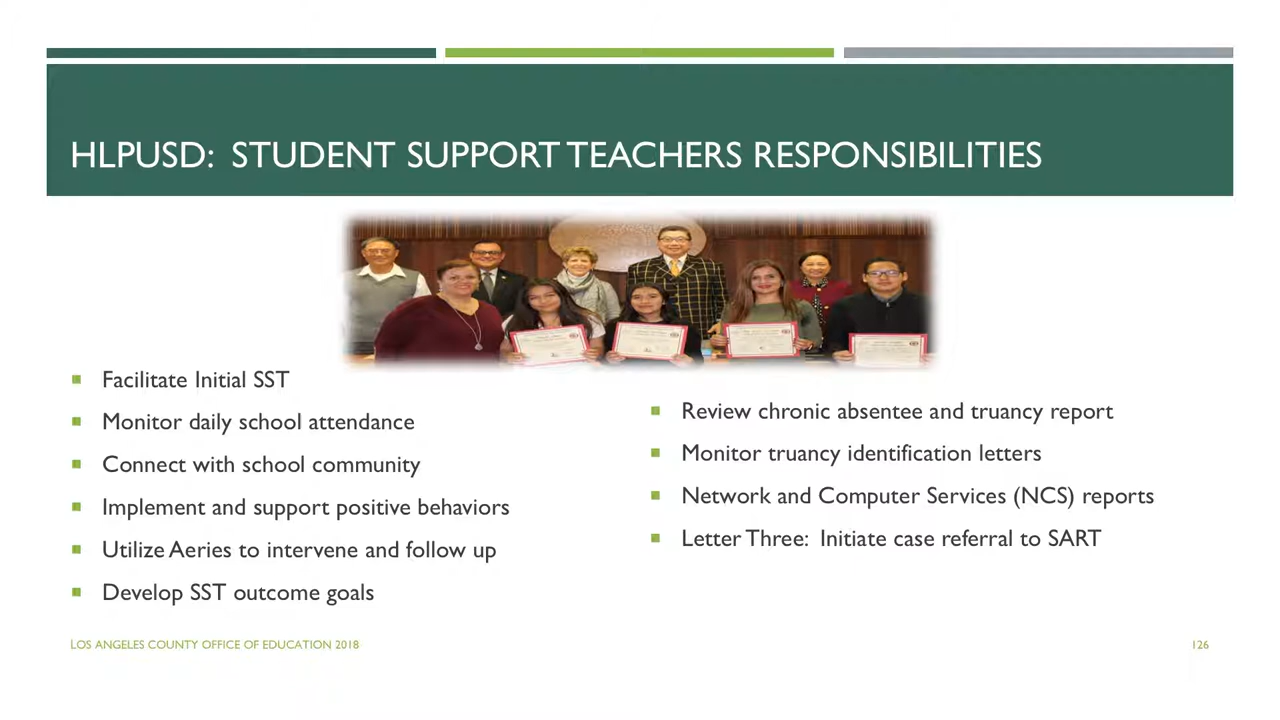 HLPUSD: STUDENT SUPPORT TEACHERS RESPONSIBILITIES
Facilitate Initial SST
Monitor daily school attendance
Connect with school community
Implement and support positive behaviors
Utilize Aeries to intervene and follow up
Develop SST outcome goals
Review chronic absentee and truancy report
Monitor truancy identification letters
Network and Computer Services (NCS) reports
Letter Three: Initiate case referral to SART
LOS ANGELES COUNTY OFFICE OF EDUCATION 2018
126